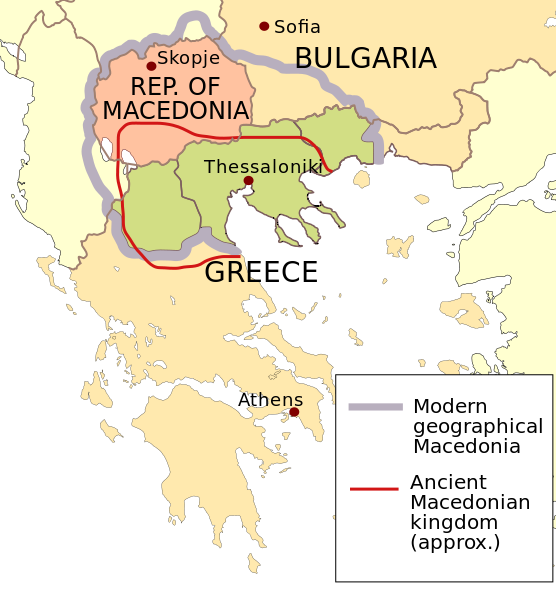 Sofia
BULGARIA
Skopje
REP. OF
MACEDONIA
Thessaloniki
GREECE
Athens
Modern
geographical
Macedonia
Ancient
Macedonian
kingdom
(approx.)